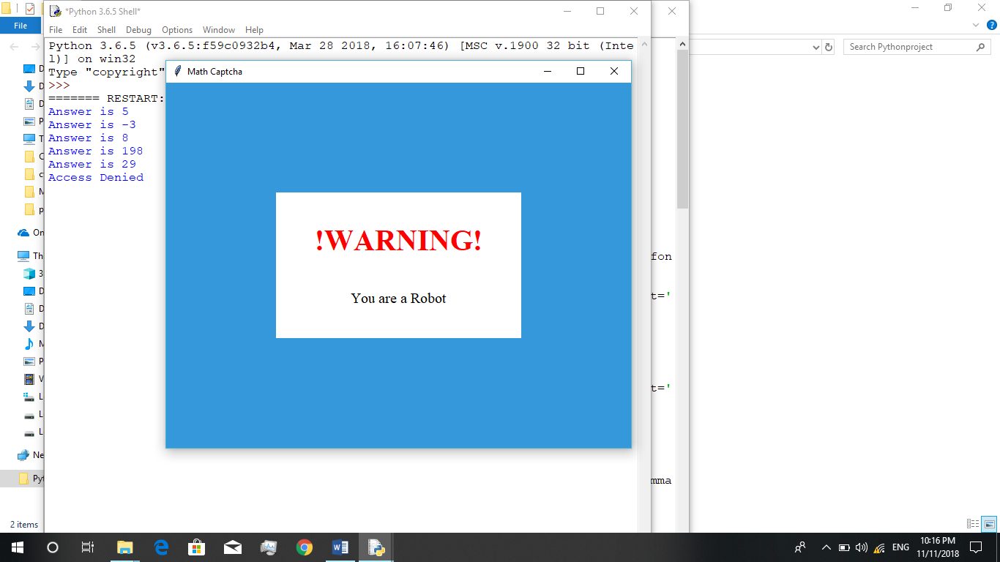 *Python 3.6.5 Shell*
File
File Edit Shell Debug Options Window Help
Search Pythonproject
Python 3.6.5 (v3.6.5:f59c0932b4, Mar 28 2018, 16:07:46) [MSC v.1900 32 bit (Inte
l)] on win32
Type "copyright"
>>>
======= RESTART:
Answer is 5
Answer is -3
Answer is 8
Answer is 198
Answer is 29
Access Denied
Math Captcha
!WARNING!
You are a Robot
fon
t='
t='
mma
2 items
ENG
10:16 PM
11/11/2018